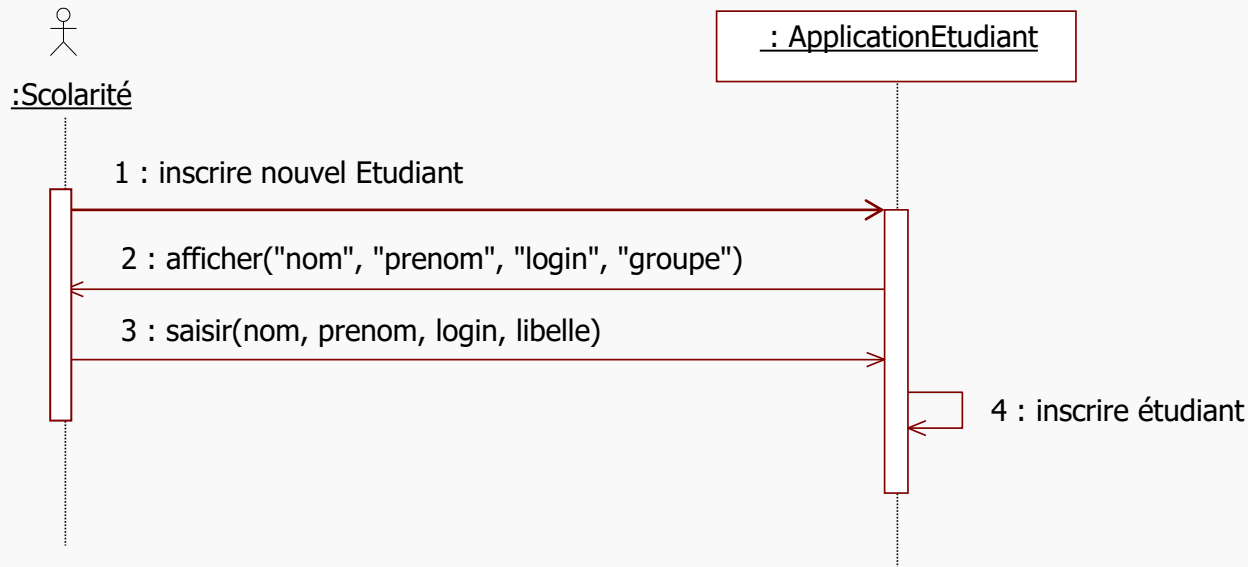 : ApplicationEtudiant
:Scolarité
1 : inscrire nouvel Etudiant
2 : afficher("nom", "prenom", "login", "groupe")
3 : saisir(nom, prenom, login, libelle)
4 : inscrire étudiant